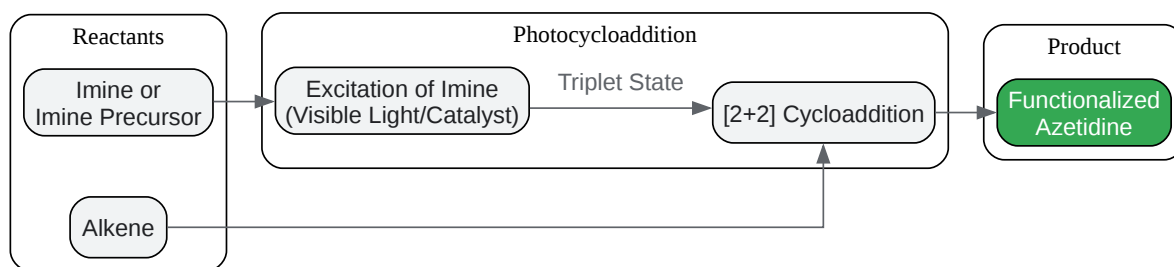 Reactants
Imine or
Imine Precursor
Alkene
Photocycloaddition
Excitation of Imine
(Visible Light/Catalyst)
Triplet State
[2+2] Cycloaddition
Product
Functionalized
Azetidine